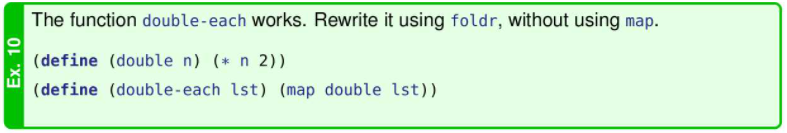 Ex. 10
The function double-each works. Rewrite it using foldr, without using map.
(define (double n) (* n 2))
(define (double-each lst) (map double lst))